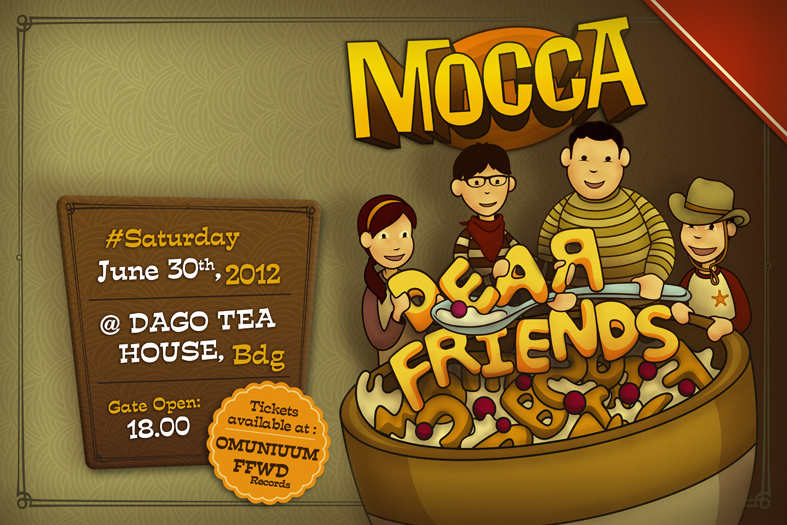 MOCCA
DEAR
FRIENDS
#Saturday
June 30th, 2012
@ DAGO TEA
HOUSE, Bdg
Gate Open:
18.00
Tickets
available at :
OMUNIUUM
FFWD
Records